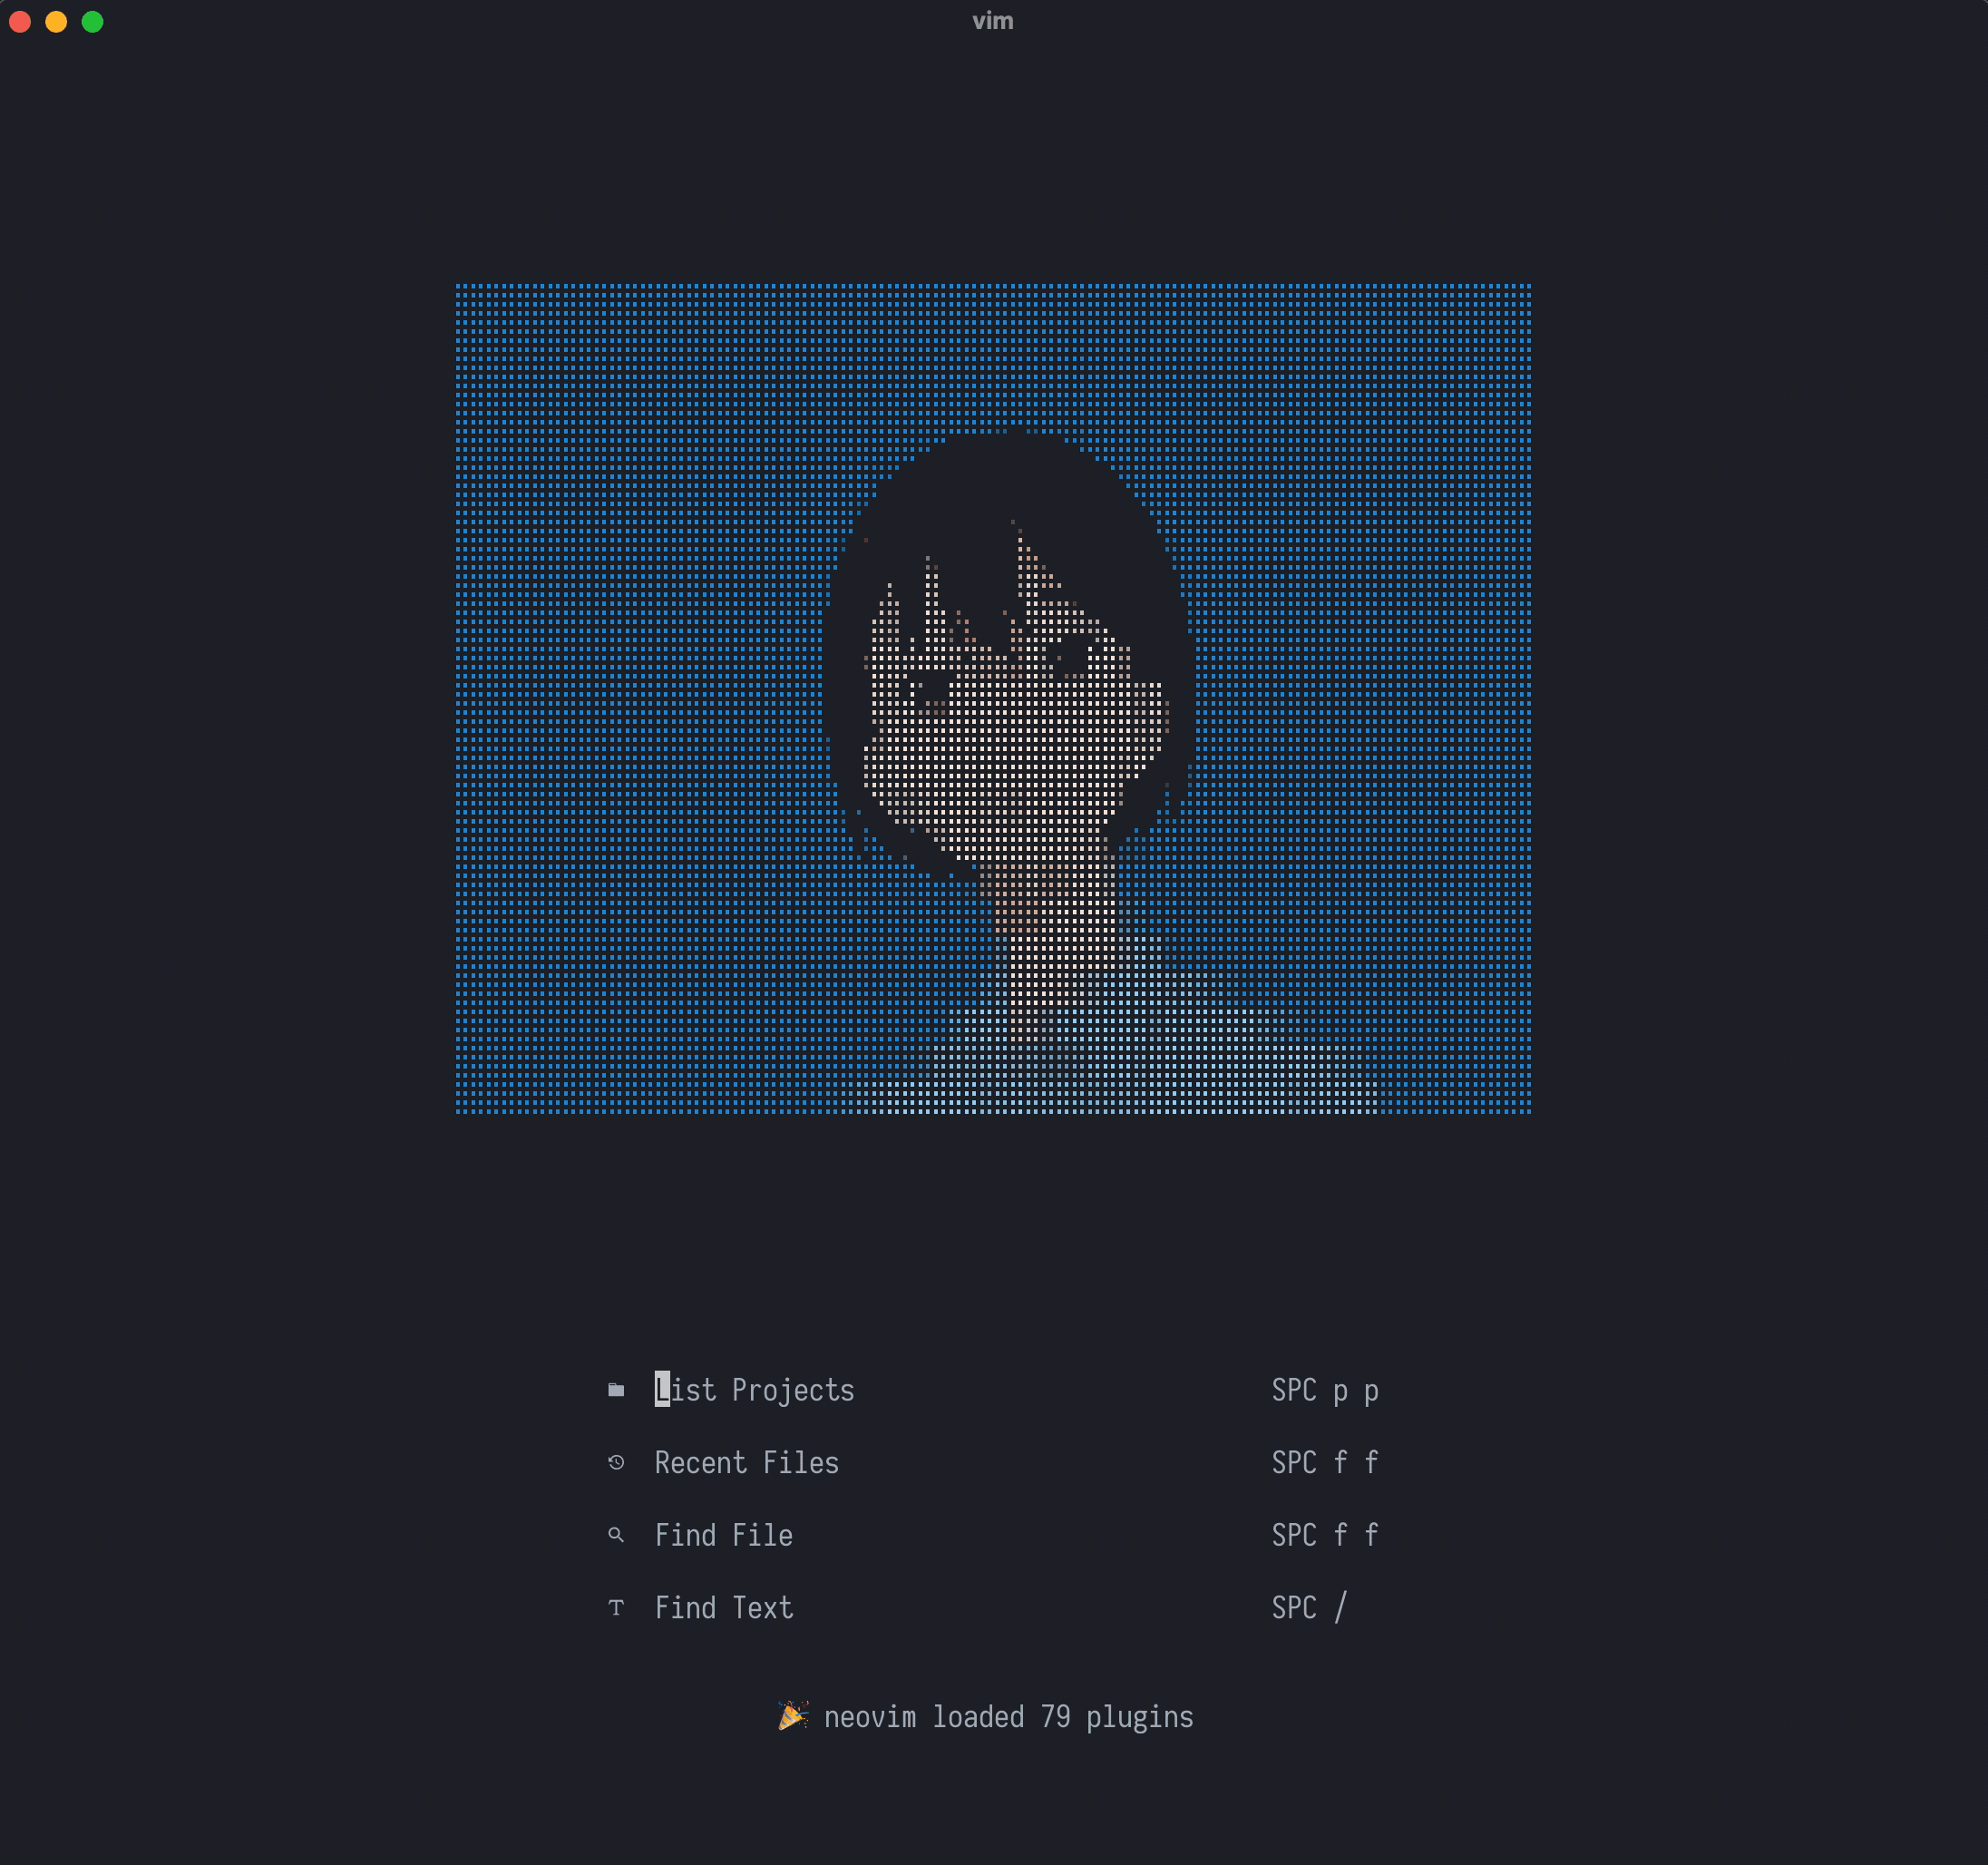 vim
List Projects SPC p p
Recent Files SPC f f
Find File SPC f f
Find Text SPC /
🎉 neovim loaded 79 plugins